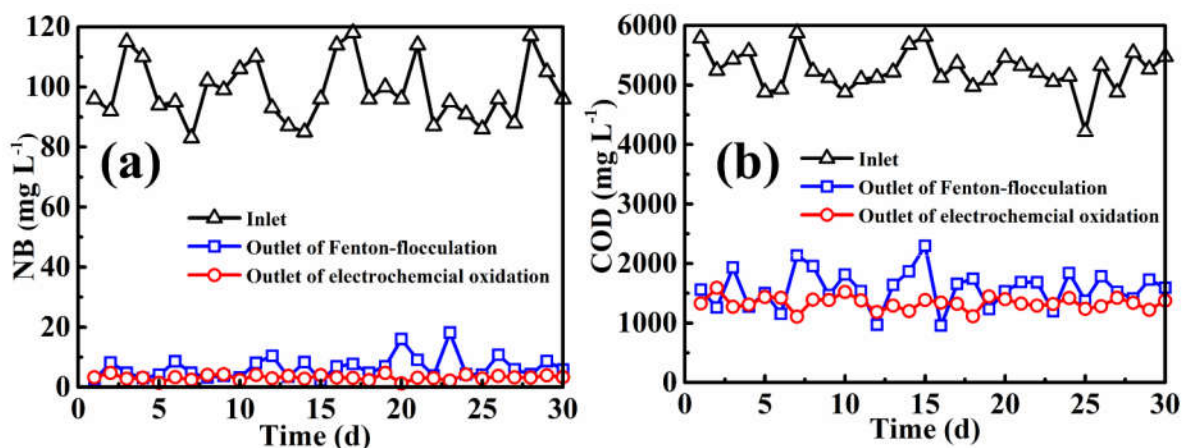 120
100
80
60
40
20
0
NB (mg L-1)
(a)
Inlet
Outlet of Fenton-flocculation
Outlet of electrochemcial oxidation
0 5 10 15 20 25 30
Time (d)
6000
5000
4000
3000
2000
1000
0
COD (mg L-1)
(b)
Inlet
Outlet of Fenton-flocculation
Outlet of electrochemcial oxidation
0 5 10 15 20 25 30
Time (d)